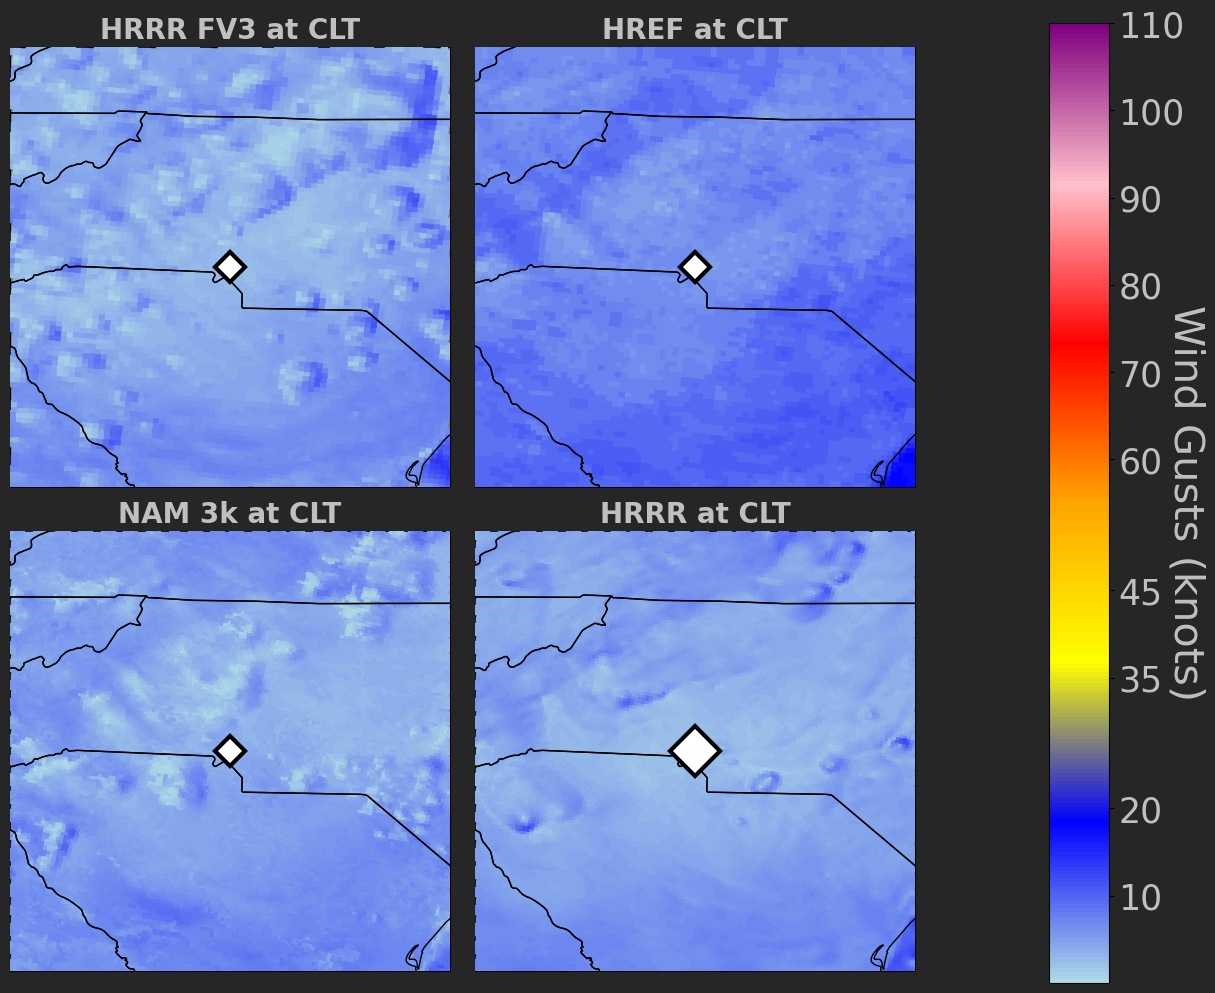 HRRR FV3 at CLT
HREF at CLT
NAM 3k at CLT
HRRR at CLT
110
100
90
80
70
60
45
35
20
10
Wind Gusts (knots)